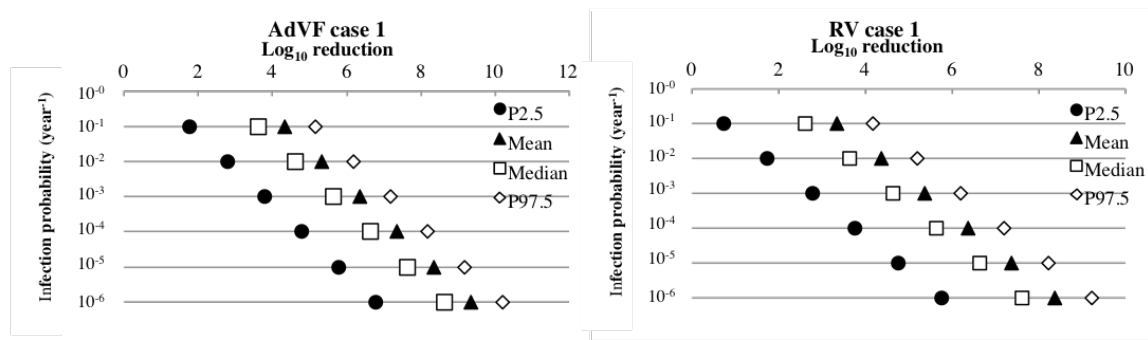 AdVF case 1
Log₁₀ reduction
0 2 4 6 8 10 12
Infection probability (year⁻¹)
10⁻⁰
10⁻¹
10⁻²
10⁻³
10⁻⁴
10⁻⁵
10⁻⁶
P2.5
Mean
Median
P97.5
RV case 1
Log₁₀ reduction
0 2 4 6 8 10
Infection probability (year⁻¹)
10⁻⁰
10⁻¹
10⁻²
10⁻³
10⁻⁴
10⁻⁵
10⁻⁶
P2.5
Mean
Median
P97.5